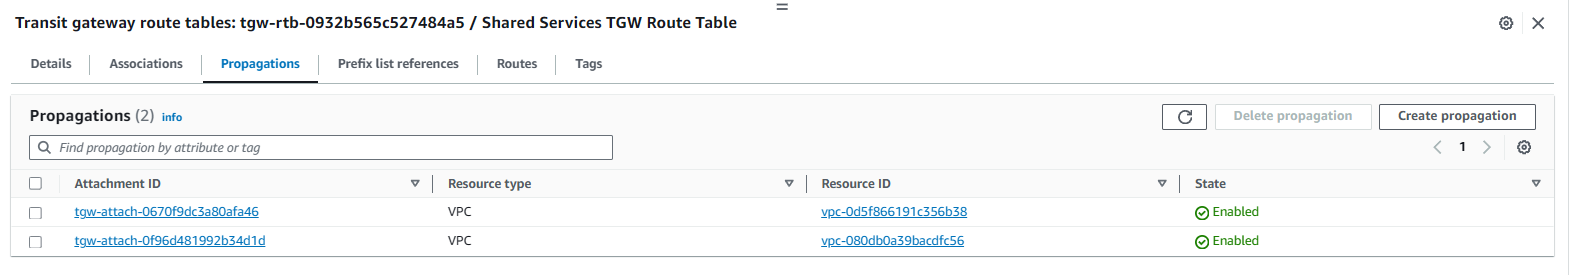 Transit gateway route tables: tgw-rtb-0932b565c527484a5 / Shared Services TGW Route Table
Details Associations Propagations Prefix list references Routes Tags
Propagations (2) info Delete propagation Create propagation
Find propagation by attribute or tag 1
Attachment ID Resource type Resource ID State
tgw-attach-0670f9dc3a80afa46 VPC vpc-0d5f866191c356b38 Enabled
tgw-attach-0f96d481992b34d1d VPC vpc-080db0a39bacdfc56 Enabled